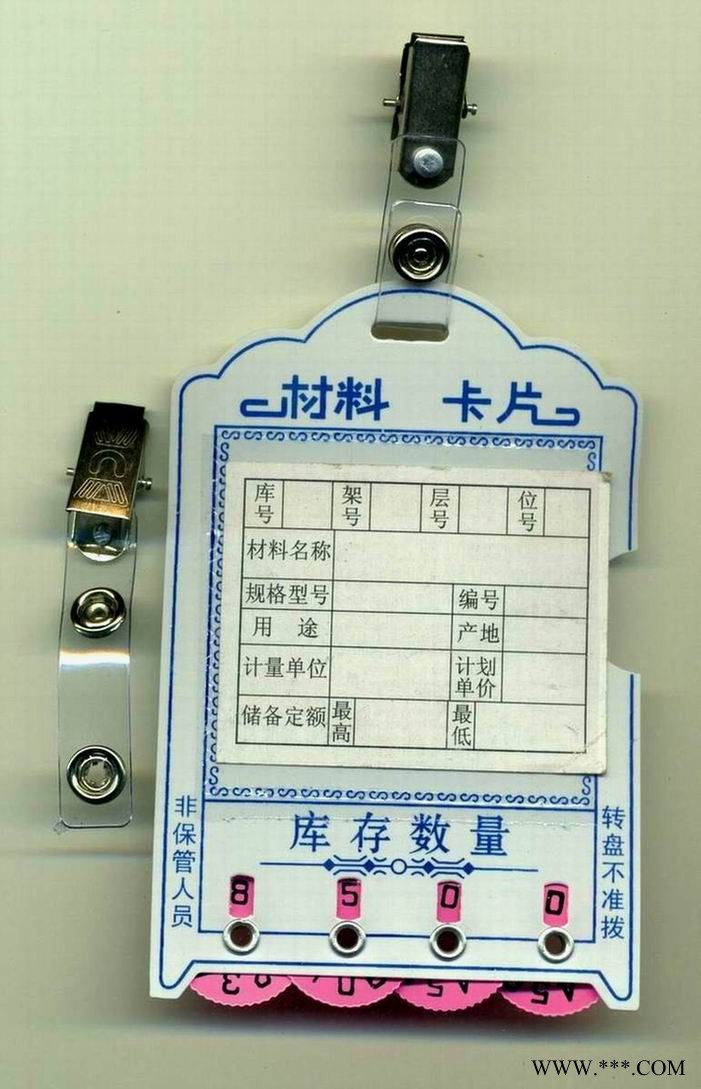 材料 卡片
库号 架号 层号 位号
材料名称
规格型号 编号
用途 产地
计量单位 计划单价
储备定额 最高 最低
库存数量
非保管人员
转盘不准拨
8 5 0 0
WWW.***.COM